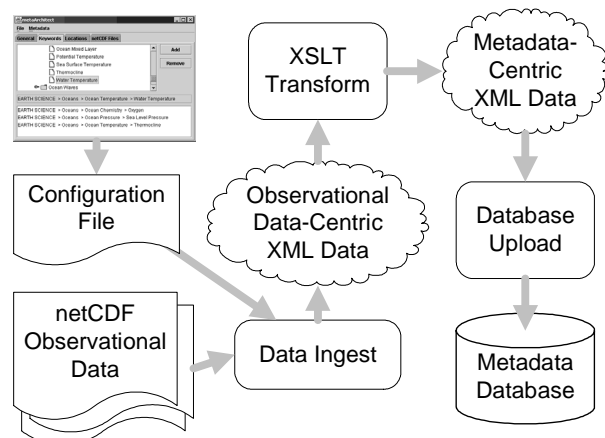 metaArchitect
File Metadata
General Keywords Locations netCDF Files
Ocean Mixed Layer
Potential Temperature
Sea Surface Temperature
Thermocline
Water Temperature
Ocean Waves
Add
Remove
EARTH SCIENCE > Oceans > Ocean Temperature > Water Temperature
EARTH SCIENCE > Oceans > Ocean Chemistry > Oxygen
EARTH SCIENCE > Oceans > Ocean Pressure > Sea Level Pressure
EARTH SCIENCE > Oceans > Ocean Temperature > Thermocline
Configuration
File
netCDF
Observational
Data
Data Ingest
Observational
Data-Centric
XML Data
XSLT
Transform
Metadata-
Centric
XML Data
Database
Upload
Metadata
Database